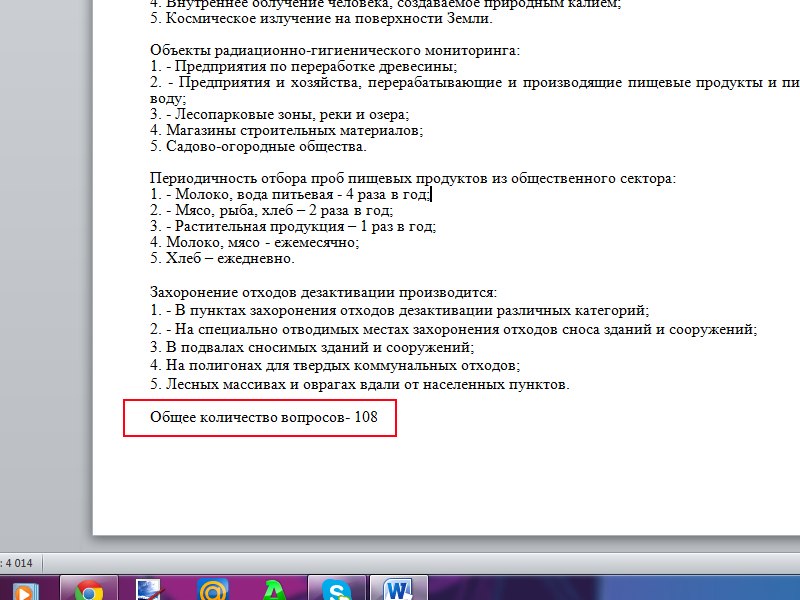 4. Внутреннее облучение человека, создаваемое природным калием;
5. Космическое излучение на поверхности Земли.
Объекты радиационно-гигиенического мониторинга:
1. - Предприятия по переработке древесины;
2. - Предприятия и хозяйства, перерабатывающие и производящие пищевые продукты и пи
воду;
3. - Лесопарковые зоны, реки и озера;
4. Магазины строительных материалов;
5. Садово-огородные общества.
Периодичность отбора проб пищевых продуктов из общественного сектора:
1. - Молоко, вода питьевая - 4 раза в год;
2. - Мясо, рыба, хлеб – 2 раза в год;
3. - Растительная продукция – 1 раз в год;
4. Молоко, мясо - ежемесячно;
5. Хлеб – ежедневно.
Захоронение отходов дезактивации производится:
1. - В пунктах захоронения отходов дезактивации различных категорий;
2. - На специально отводимых местах захоронения отходов сноса зданий и сооружений;
3. В подвалах сносимых зданий и сооружений;
4. На полигонах для твердых коммунальных отходов;
5. Лесных массивах и оврагах вдали от населенных пунктов.
Общее количество вопросов- 108
: 4 014